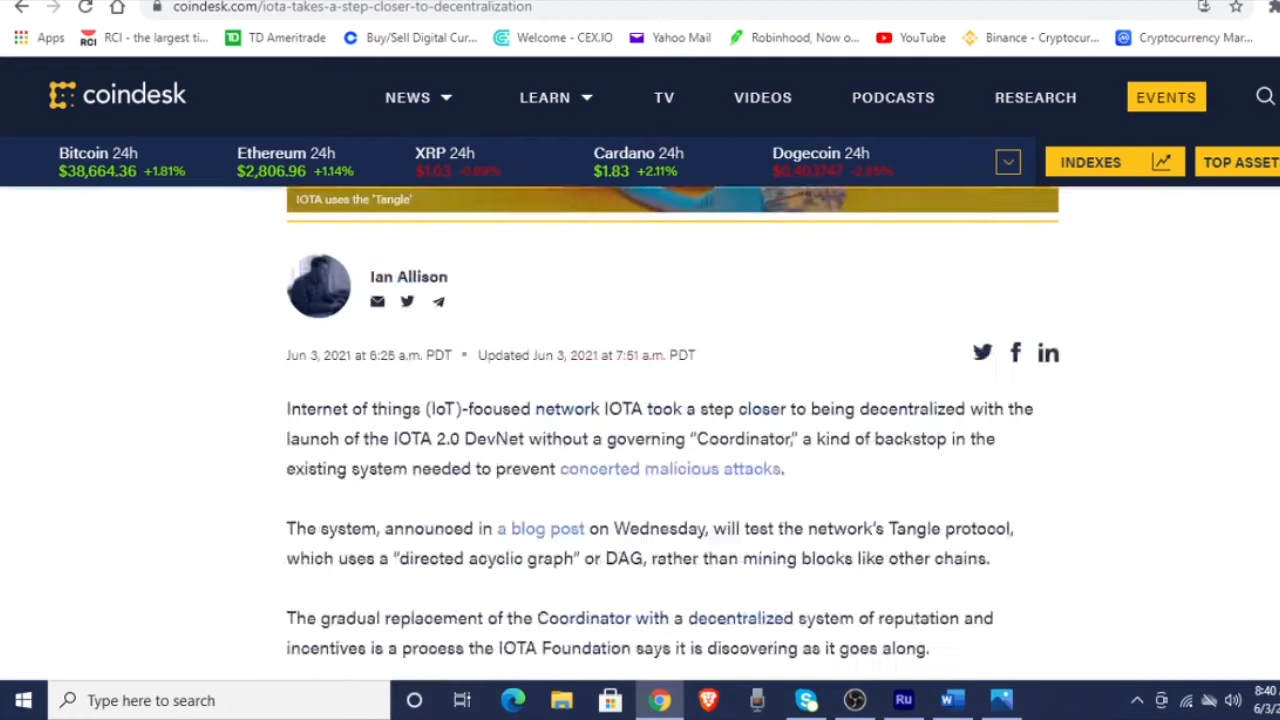 coindesk.com/iota-takes-a-step-closer-to-decentralization
Apps RCI - the largest ti... TD Ameritrade Buy/Sell Digital Cur... Welcome - CEX.IO Yahoo Mail Robinhood, Now o... YouTube Binance - Cryptocur... Cryptocurrency Mar...
coindesk NEWS LEARN TV VIDEOS PODCASTS RESEARCH EVENTS
Bitcoin 24h Ethereum 24h XRP 24h Cardano 24h Dogecoin 24h
$38,664.36 +1.81% $2,806.96 +1.14% $1.03 -0.09% $1.83 +2.11% $0.403747 -2.95%
INDEXES TOP ASSET
IOTA uses the 'Tangle'
Ian Allison
Jun 3, 2021 at 6:25 a.m. PDT Updated Jun 3, 2021 at 7:51 a.m. PDT
Internet of things (IoT)-focused network IOTA took a step closer to being decentralized with the
launch of the IOTA 2.0 DevNet without a governing “Coordinator,” a kind of backstop in the
existing system needed to prevent concerted malicious attacks.
The system, announced in a blog post on Wednesday, will test the network’s Tangle protocol,
which uses a “directed acyclic graph” or DAG, rather than mining blocks like other chains.
The gradual replacement of the Coordinator with a decentralized system of reputation and
incentives is a process the IOTA Foundation says it is discovering as it goes along.
Type here to search
8:40
6/3/2